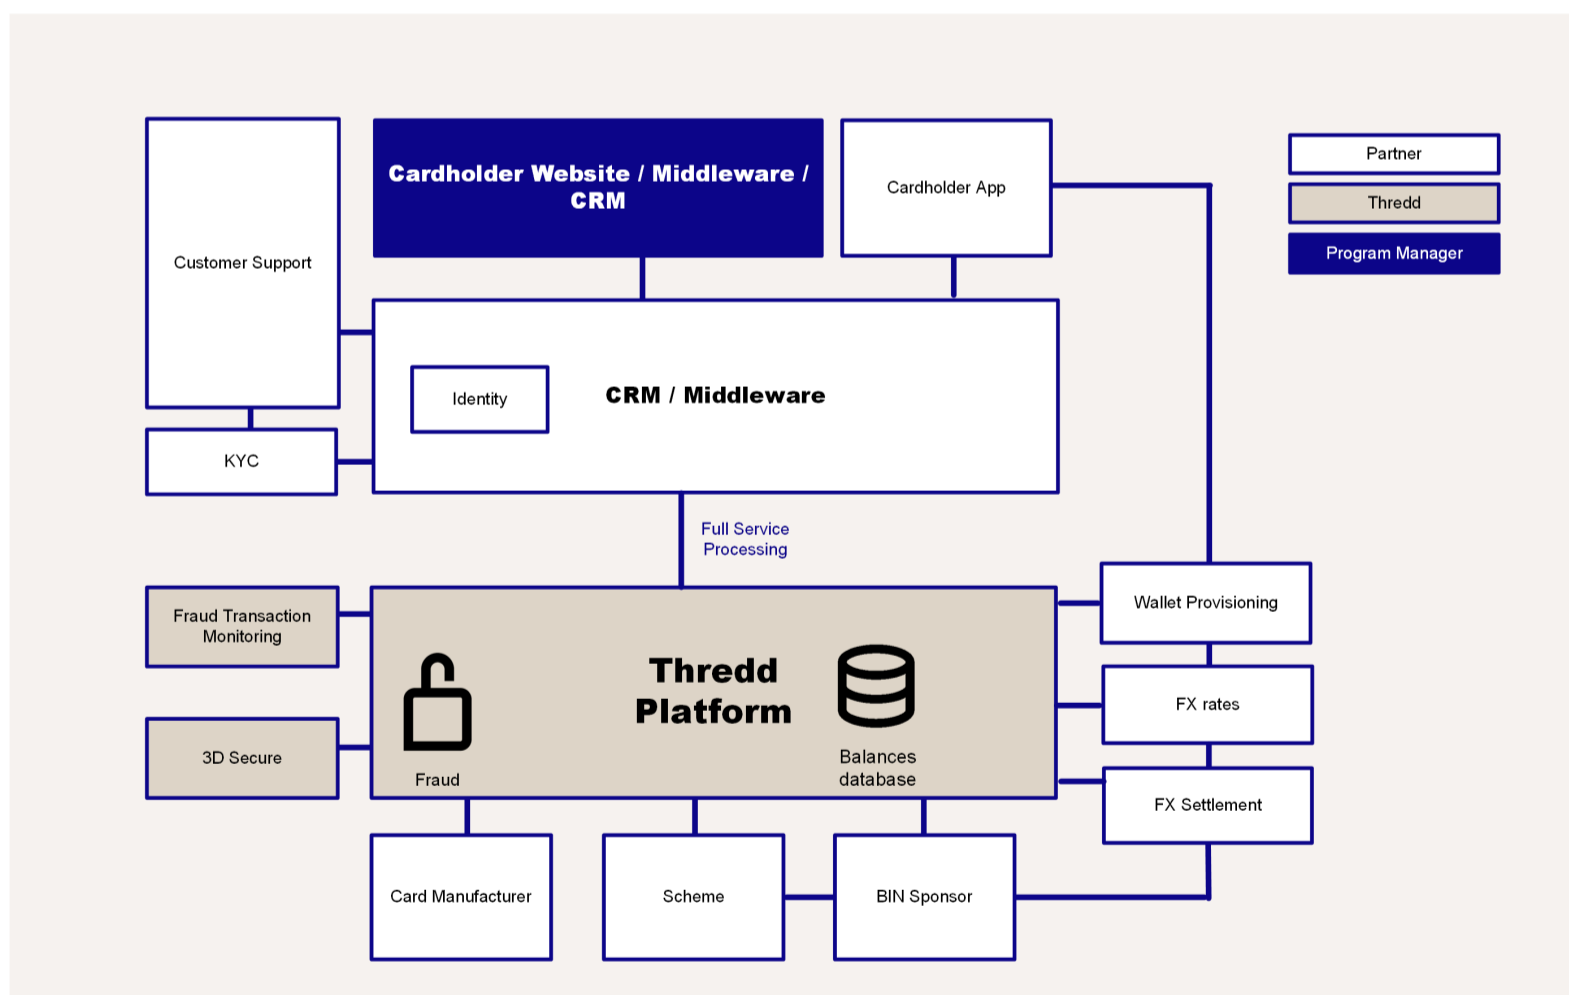 Cardholder Website / Middleware /
CRM
Cardholder App
Customer Support
Partner
Thredd
Program Manager
Identity
CRM / Middleware
KYC
Full Service
Processing
Fraud Transaction
Monitoring
3D Secure
Thredd
Platform
Fraud
Balances
database
Wallet Provisioning
FX rates
FX Settlement
Card Manufacturer
Scheme
BIN Sponsor